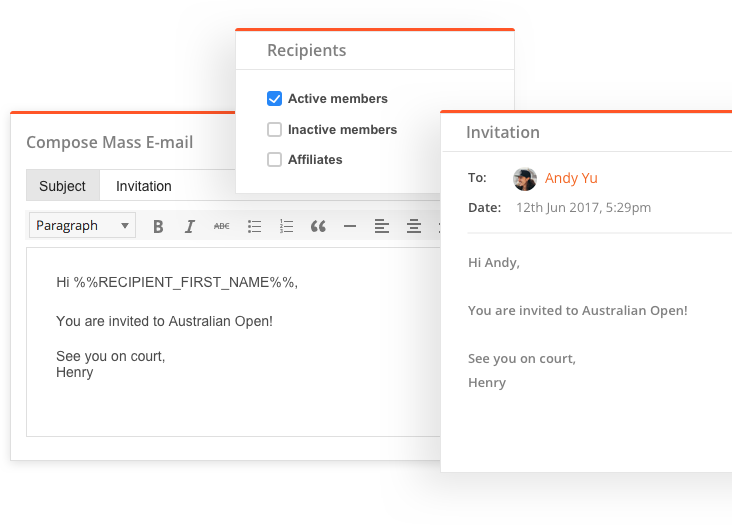 Recipients
Active members
Inactive members
Affiliates
Compose Mass E-mail
Subject Invitation
Paragraph B I ABC
Hi %%RECIPIENT_FIRST_NAME%%,
You are invited to Australian Open!
See you on court,
Henry
Invitation
To: Andy Yu
Date: 12th Jun 2017, 5:29pm
Hi Andy,
You are invited to Australian Open!
See you on court,
Henry